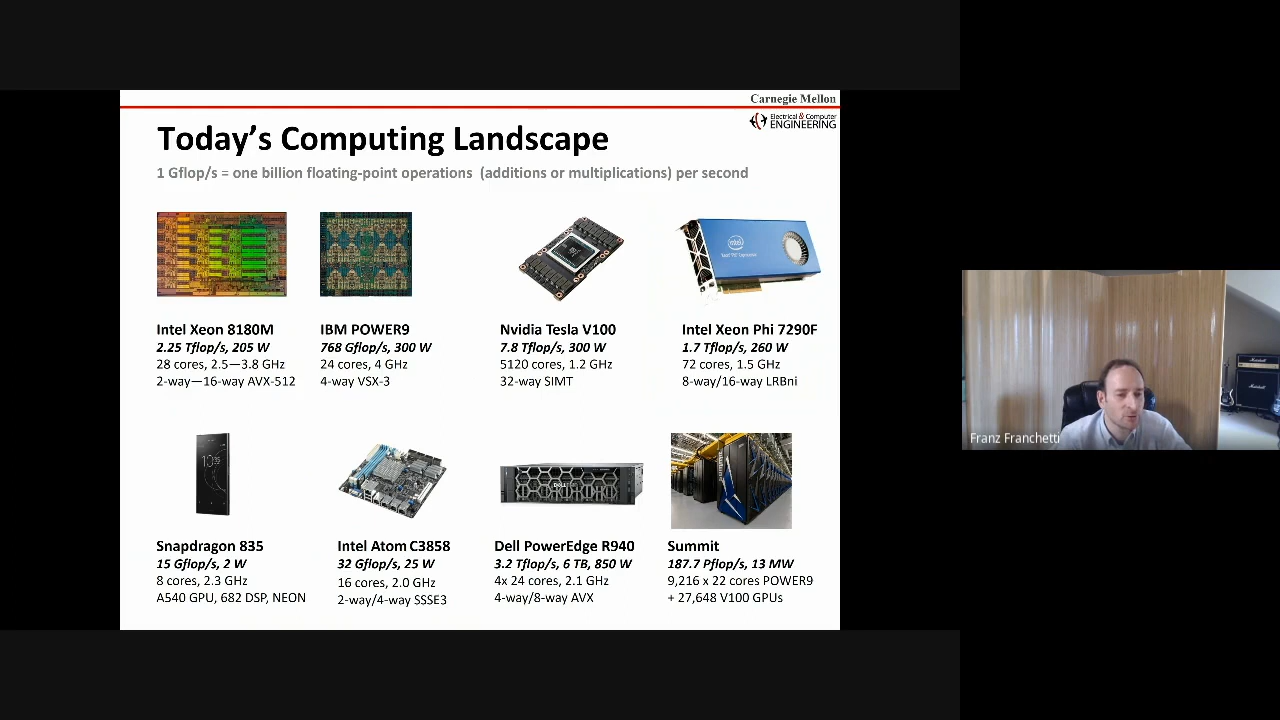 Carnegie Mellon
Electrical & Computer
ENGINEERING
Today's Computing Landscape
1 Gflop/s = one billion floating-point operations (additions or multiplications) per second
intel
Intel Xeon 8180M
2.25 Tflop/s, 205 W
28 cores, 2.5—3.8 GHz
2-way—16-way AVX-512
IBM POWER9
768 Gflop/s, 300 W
24 cores, 4 GHz
4-way VSX-3
Nvidia Tesla V100
7.8 Tflop/s, 300 W
5120 cores, 1.2 GHz
32-way SIMT
Intel Xeon Phi 7290F
1.7 Tflop/s, 260 W
72 cores, 1.5 GHz
8-way/16-way LRBni
DELL
Snapdragon 835
15 Gflop/s, 2 W
8 cores, 2.3 GHz
A540 GPU, 682 DSP, NEON
Intel Atom C3858
32 Gflop/s, 25 W
16 cores, 2.0 GHz
2-way/4-way SSSE3
Dell PowerEdge R940
3.2 Tflop/s, 6 TB, 850 W
4x 24 cores, 2.1 GHz
4-way/8-way AVX
Summit
187.7 Pflop/s, 13 MW
9,216 x 22 cores POWER9
+ 27,648 V100 GPUs
Marshall
Franz Franchetti